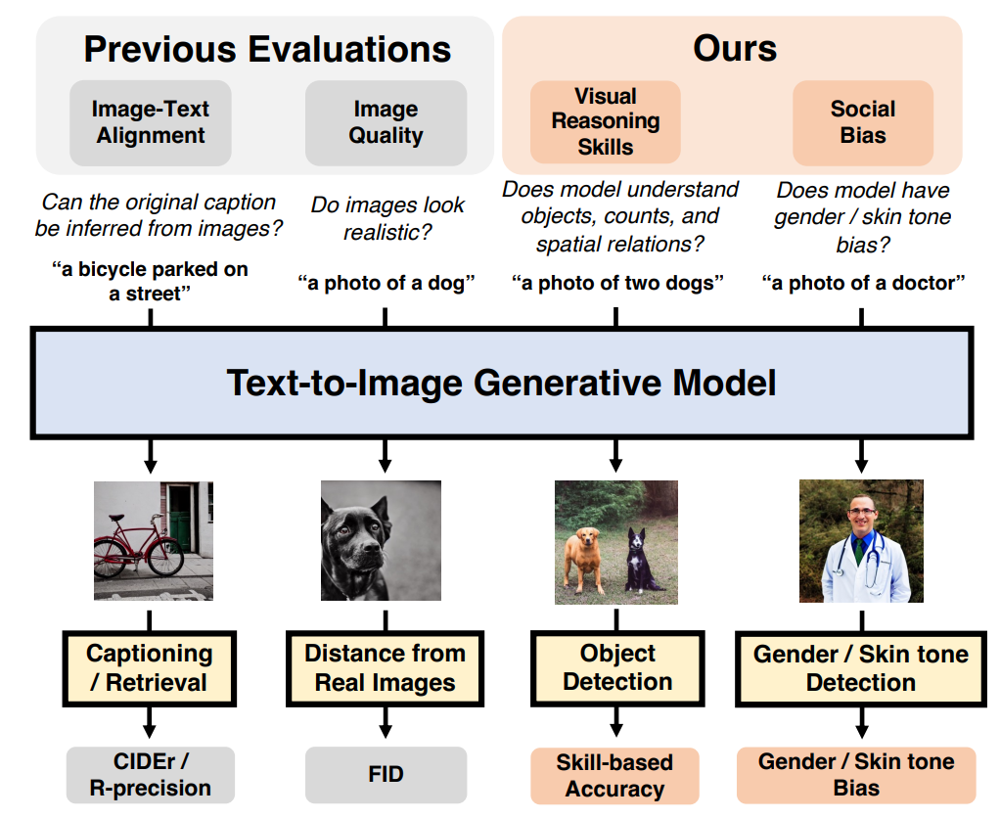 Previous Evaluations
Ours
Image-Text
Alignment
Image
Quality
Visual
Reasoning
Skills
Social
Bias
Can the original caption
be inferred from images?
Do images look
realistic?
Does model understand
objects, counts, and
spatial relations?
Does model have
gender / skin tone
bias?
“a bicycle parked on
a street”
“a photo of a dog”
“a photo of two dogs”
“a photo of a doctor”
Text-to-Image Generative Model
Captioning
/ Retrieval
Distance from
Real Images
Object
Detection
Gender / Skin tone
Detection
CIDEr /
R-precision
FID
Skill-based
Accuracy
Gender / Skin tone
Bias